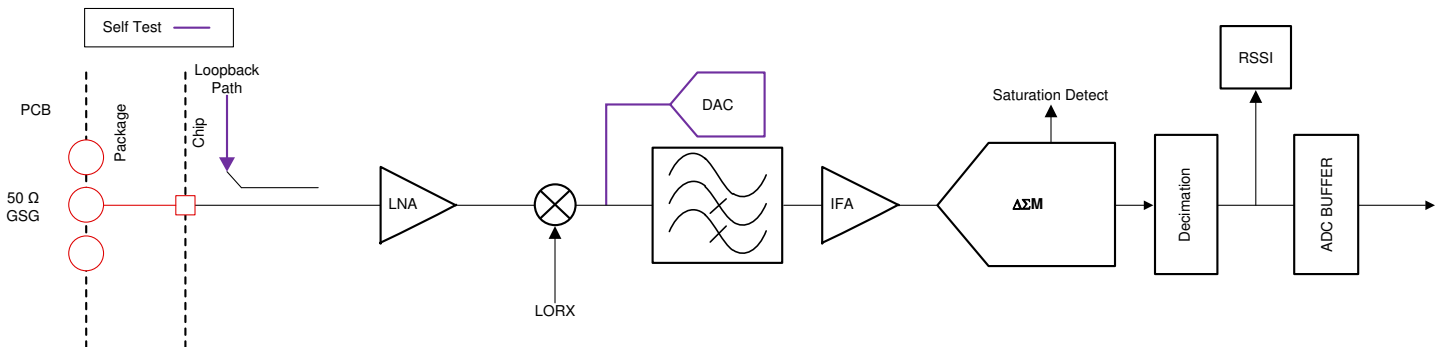 Self Test
Loopback
Path
PCB
Package
Chip
50 Ω
GSG
LNA
LORX
DAC
IFA
Saturation Detect
ΔΣM
Decimation
RSSI
ADC BUFFER